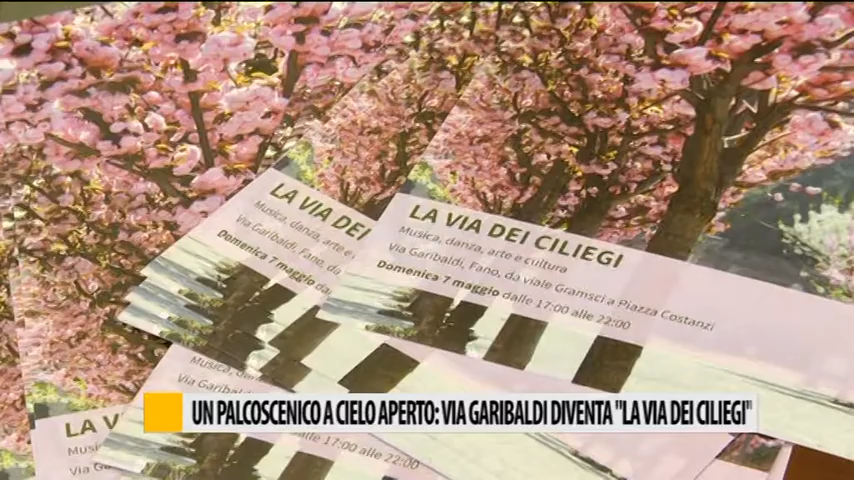 LA VIA DEI
Musica, danza, arte e
Via Garibaldi, Fano, da
Domenica 7 maggio dalle
LA VIA DEI CILIEGI
Musica, danza, arte e cultura
Via Garibaldi, Fano, da viale Gramsci a Piazza Costanzi
Domenica 7 maggio dalle 17:00 alle 22:00
Musica,
Via Garibaldi
17:00 alle 22:00
LA V
Musica
Via
UN PALCOSCENICO A CIELO APERTO: VIA GARIBALDI DIVENTA "LA VIA DEI CILIEGI"